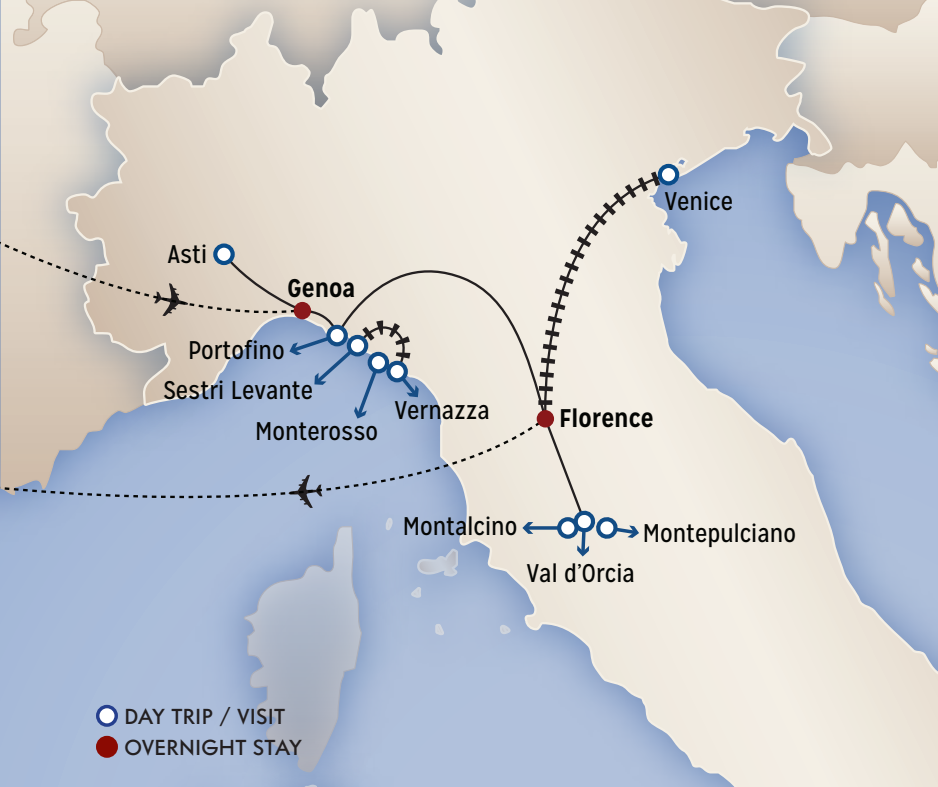 Venice
Asti
Genoa
Portofino
Sestri Levante
Vernazza
Monterosso
Florence
Montalcino
Montepulciano
Val d'Orcia
DAY TRIP / VISIT
OVERNIGHT STAY